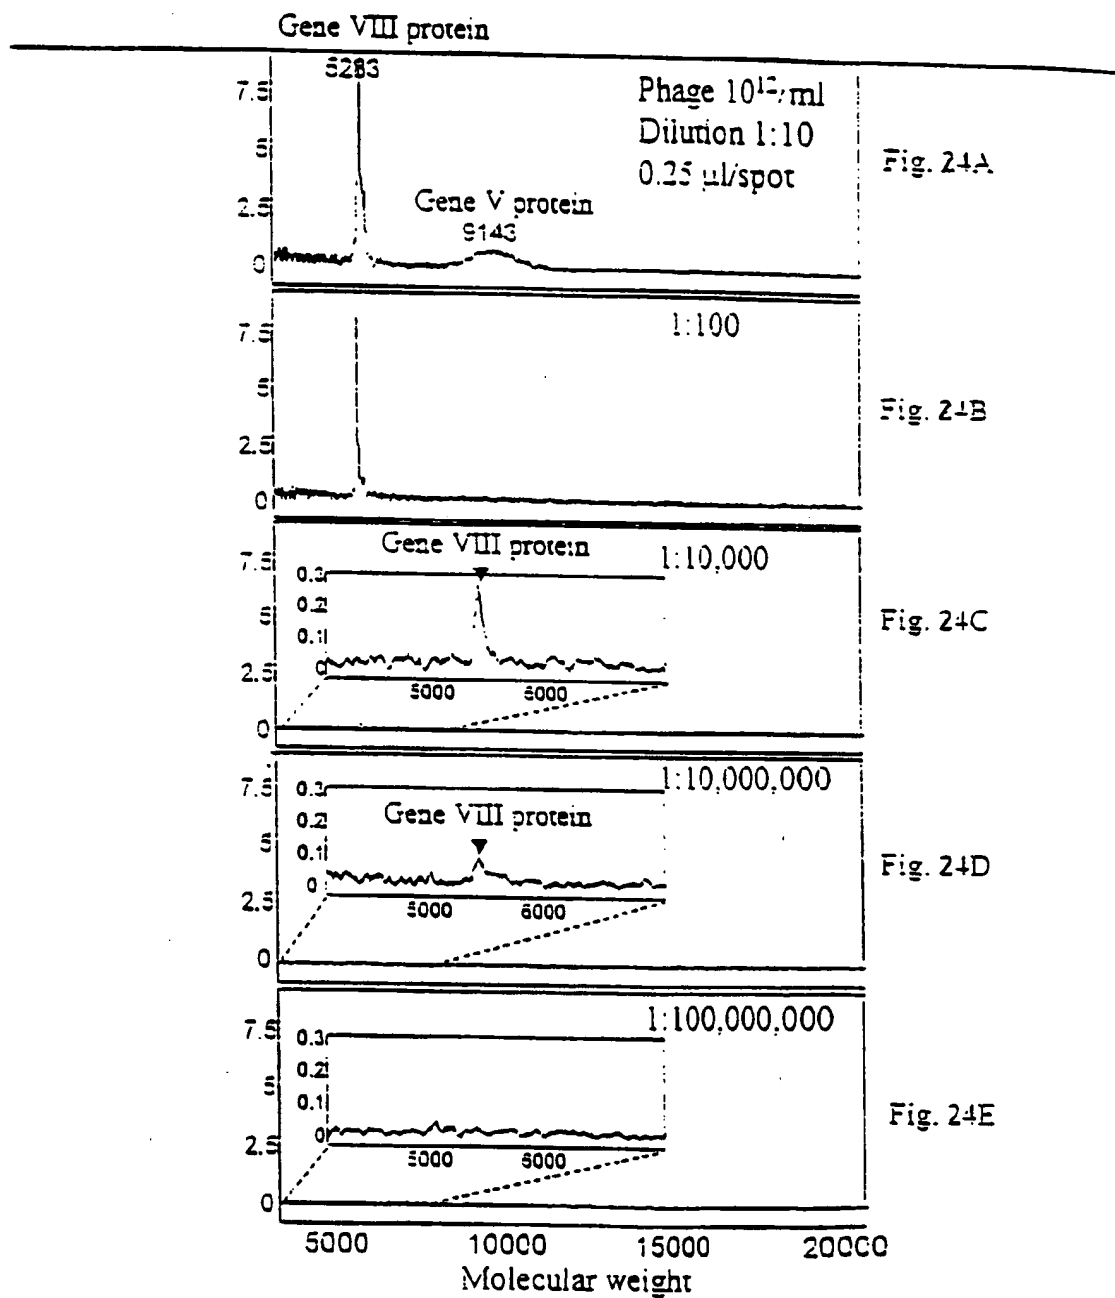 Gene VIII protein
5283
7.5
5
2.5
0
Phage 10¹²/ml
Dilution 1:10
0.25 µl/spot
Gene V protein
9143
Fig. 24A
7.5
5
2.5
0
1:100
Fig. 24B
7.5
5
2.5
0
Gene VIII protein
1:10,000
0.3
0.2
0.1
0
5000 6000
Fig. 24C
7.5
5
2.5
0
1:10,000,000
0.3
0.2
0.1
0
Gene VIII protein
5000 6000
Fig. 24D
7.5
5
2.5
0
1:100,000,000
0.3
0.2
0.1
0
5000 6000
Fig. 24E
5000 10000 15000 20000
Molecular weight